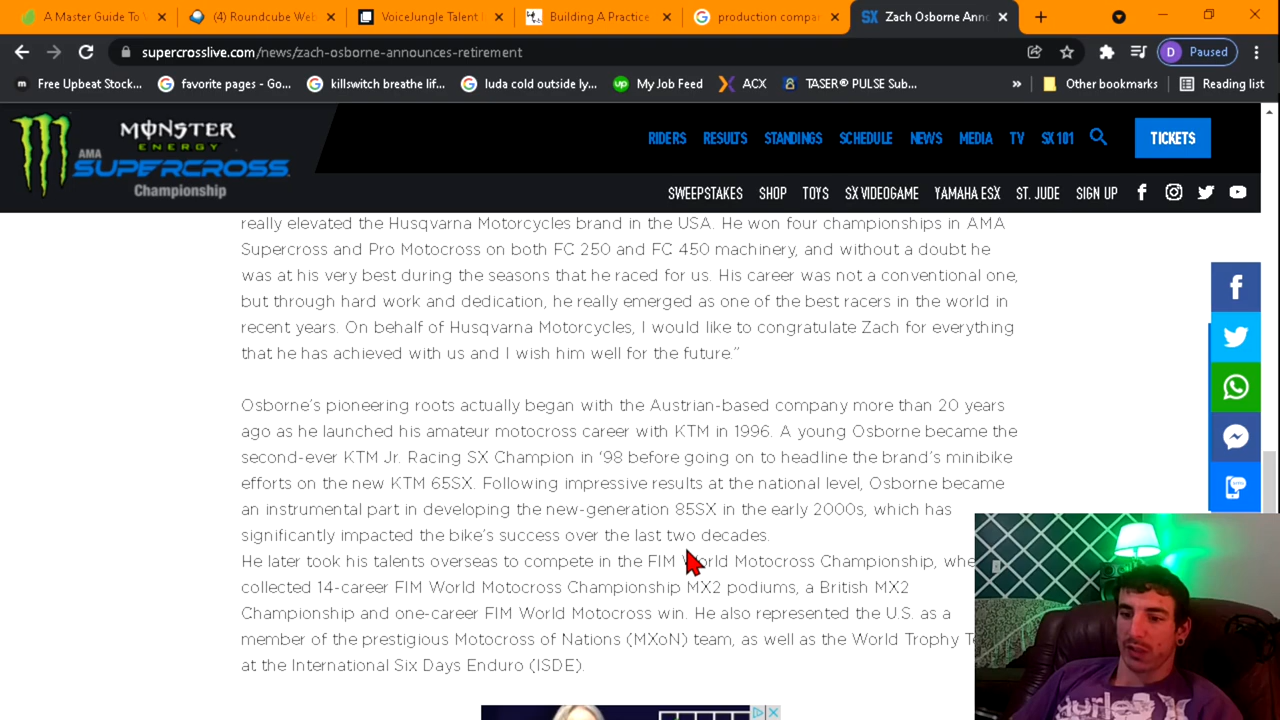 A Master Guide To
(4) Roundcube Web
VoiceJungle Talent
Building A Practice
production compar
SX Zach Osborne Ann
supercrosslive.com/news/zach-osborne-announces-retirement
D Paused
m Free Upbeat Stock...
favorite pages - Go...
killswitch breathe lif...
luda cold outside ly...
up My Job Feed
ACX
TASER® PULSE Sub...
»
Other bookmarks
Reading list
MONSTER
ENERGY
AMA
SUPERCROSS
Championship
RIDERS RESULTS STANDINGS SCHEDULE NEWS MEDIA TV SX 101
TICKETS
SWEEPSTAKES SHOP TOYS SX VIDEOGAME YAMAHA ESX ST. JUDE SIGN UP
really elevated the Husqvarna Motorcycles brand in the USA. He won four championships in AMA
Supercross and Pro Motocross on both FC 250 and FC 450 machinery, and without a doubt he
was at his very best during the seasons that he raced for us. His career was not a conventional one,
but through hard work and dedication, he really emerged as one of the best racers in the world in
recent years. On behalf of Husqvarna Motorcycles, I would like to congratulate Zach for everything
that he has achieved with us and I wish him well for the future.”
Osborne’s pioneering roots actually began with the Austrian-based company more than 20 years
ago as he launched his amateur motocross career with KTM in 1996. A young Osborne became the
second-ever KTM Jr. Racing SX Champion in ‘98 before going on to headline the brand’s minibike
efforts on the new KTM 65SX. Following impressive results at the national level, Osborne became
an instrumental part in developing the new-generation 85SX in the early 2000s, which has
significantly impacted the bike’s success over the last two decades.
He later took his talents overseas to compete in the FIM World Motocross Championship, whe
collected 14-career FIM World Motocross Championship MX2 podiums, a British MX2
Championship and one-career FIM World Motocross win. He also represented the U.S. as a
member of the prestigious Motocross of Nations (MXoN) team, as well as the World Trophy Te
at the International Six Days Enduro (ISDE).
Hurley